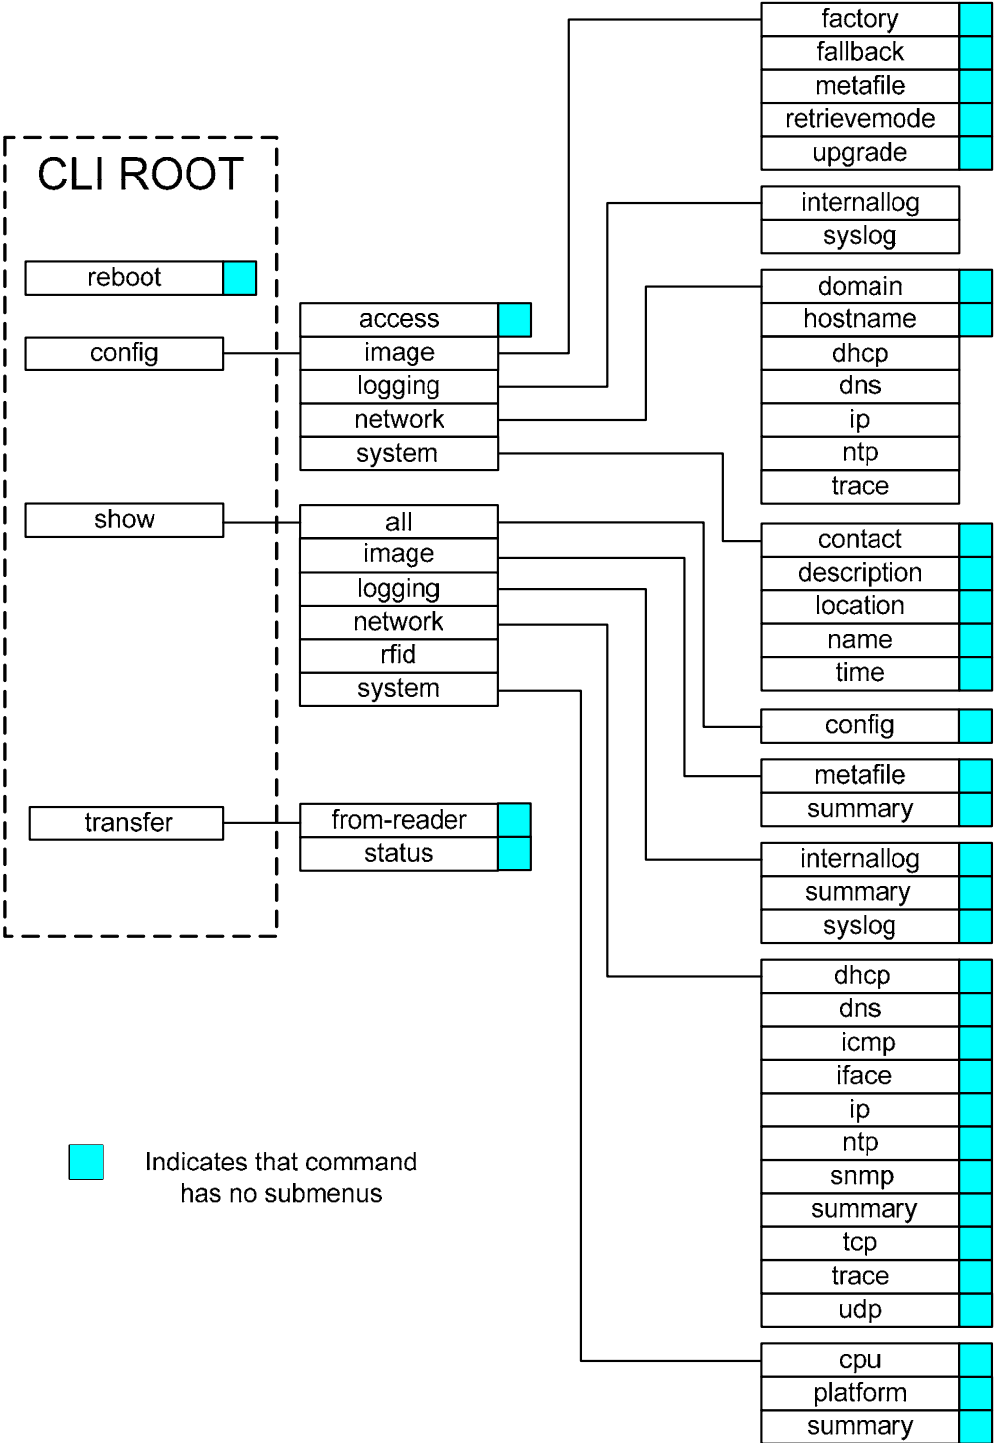 CLI ROOT
reboot
config
show
transfer
access
image
logging
network
system
all
image
logging
network
rfid
system
from-reader
status
factory
fallback
metafile
retrievemode
upgrade
internallog
syslog
domain
hostname
dhcp
dns
ip
ntp
trace
contact
description
location
name
time
config
metafile
summary
internallog
summary
syslog
dhcp
dns
icmp
iface
ip
ntp
snmp
summary
tcp
trace
udp
cpu
platform
summary
Indicates that command
has no submenus